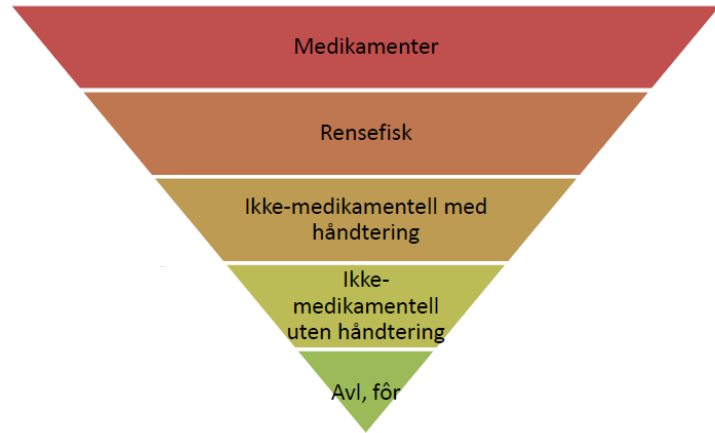 Medikamenter
Rensefisk
Ikke-medikamentell med
håndtering
Ikke-
medikamentell
uten håndtering
Avl, fôr